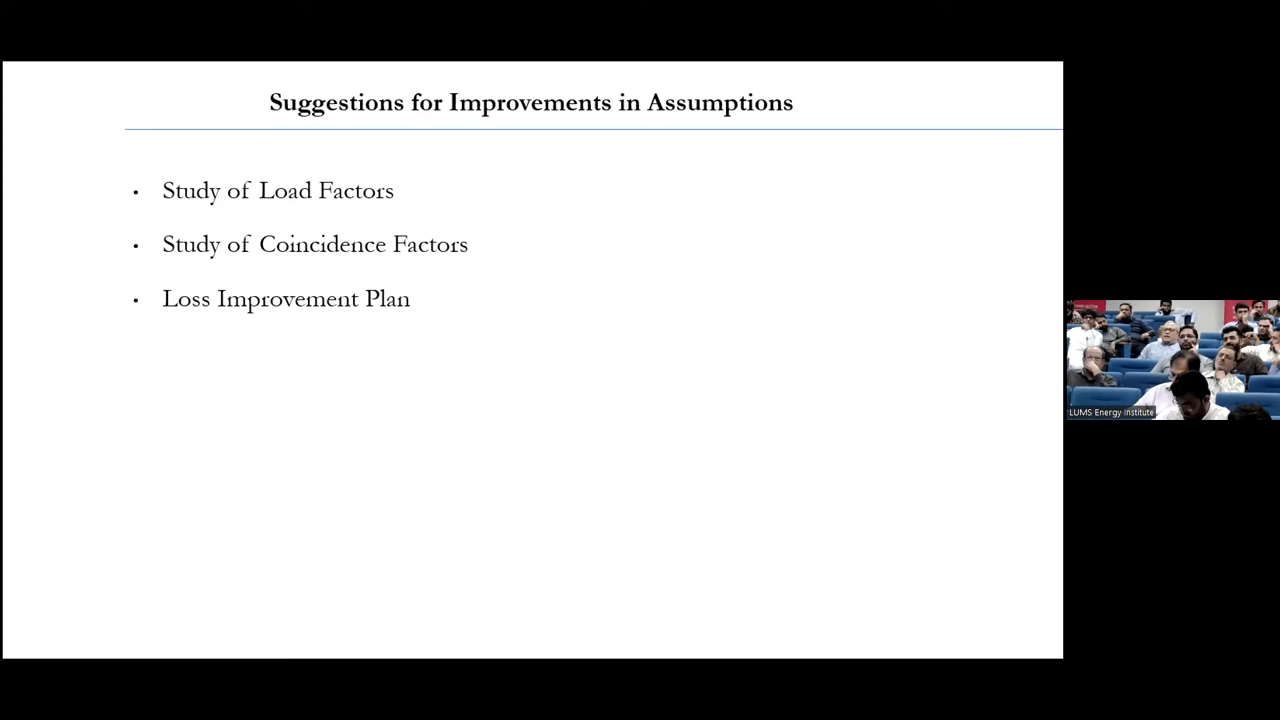 Suggestions for Improvements in Assumptions
• Study of Load Factors
• Study of Coincidence Factors
• Loss Improvement Plan
LUMS Energy Institute